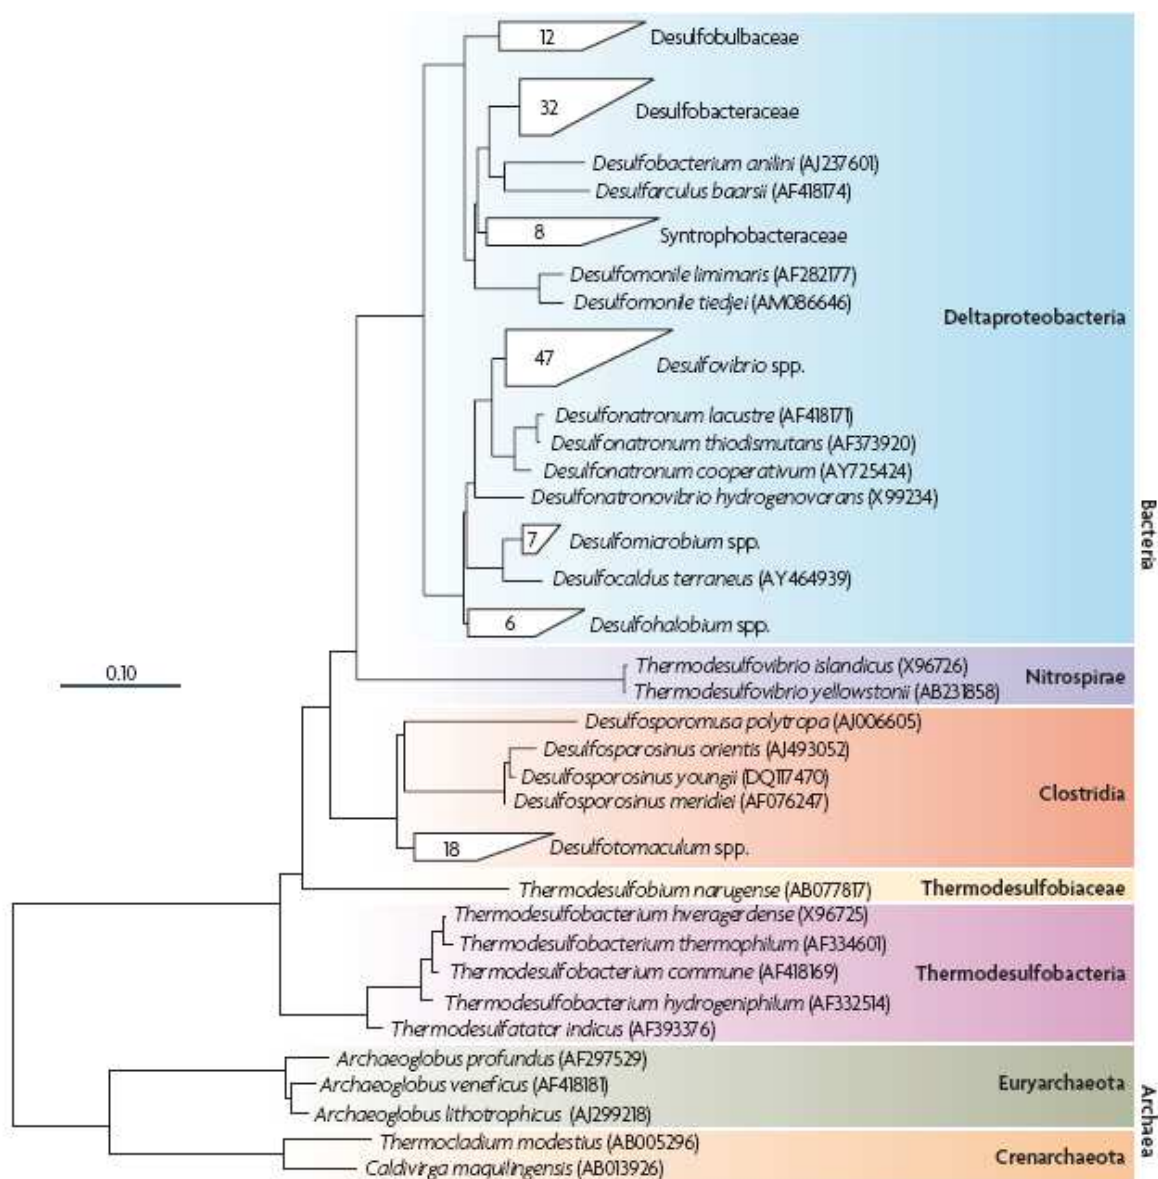 12 Desulfobulbaceae
32 Desulfobacteraceae
Desulfobacterium anilini (AJ237601)
Desulfarculus baarsii (AF418174)
8 Syntrophobacteraceae
Desulfomonile limimaris (AF282177)
Desulfomonile tiedjei (AM086646)
Deltaproteobacteria
47 Desulfovibrio spp.
Desulfonatronum lacustre (AF418171)
Desulfonatronum thiodismutans (AF373920)
Desulfonatronum cooperativum (AY725424)
Desulfonatronovibrio hydrogenovorans (X99234)
7 Desulfomicrobium spp.
Desulfocaldus terraneus (AY464939)
6 Desulfohalobium spp.
Bacteria
0.10
Thermodesulfovibrio islandicus (X96726)
Thermodesulfovibrio yellowstonii (AB231858)
Nitrospirae
Desulfosporomusa polytropa (AJ006605)
Desulfosporosinus orientis (AJ493052)
Desulfosporosinus youngii (DQ117470)
Desulfosporosinus meridiei (AF076247)
Clostridia
18 Desulfotomaculum spp.
Thermodesulfobium narugense (AB077817)
Thermodesulfobiaceae
Thermodesulfobacterium hveragerdense (X96725)
Thermodesulfobacterium thermophilum (AF334601)
Thermodesulfobacterium commune (AF418169)
Thermodesulfobacteria
Thermodesulfobacterium hydrogeniphilum (AF332514)
Thermodesulfatator indicus (AF393376)
Archaeoglobus profundus (AF297529)
Archaeoglobus veneficus (AF418181)
Euryarchaeota
Archaeoglobus lithotrophicus (AJ299218)
Archaea
Thermocladium modestius (AB005296)
Caldivirga maquilingensis (AB013926)
Crenarchaeota